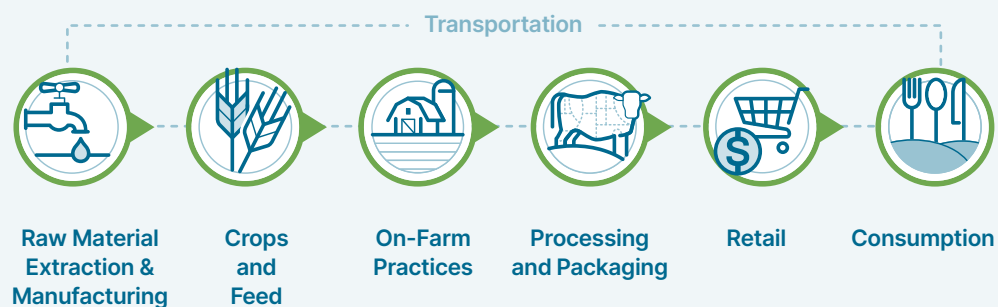 Transportation
Raw Material
Extraction &
Manufacturing
Crops
and
Feed
On-Farm
Practices
Processing
and Packaging
$
Retail
Consumption